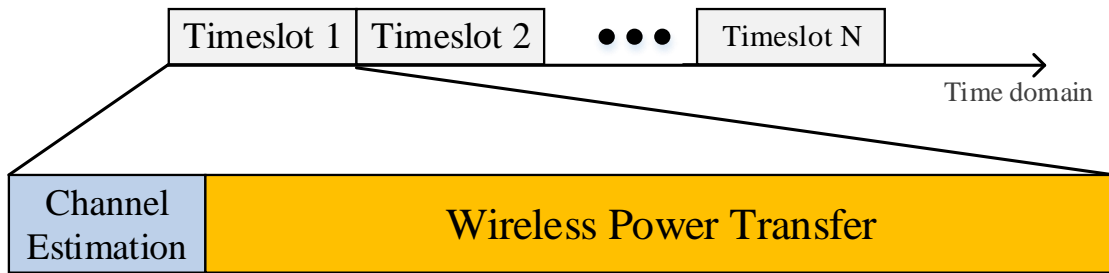 Timeslot 1 Timeslot 2 Timeslot N
Time domain
Channel
Estimation
Wireless Power Transfer